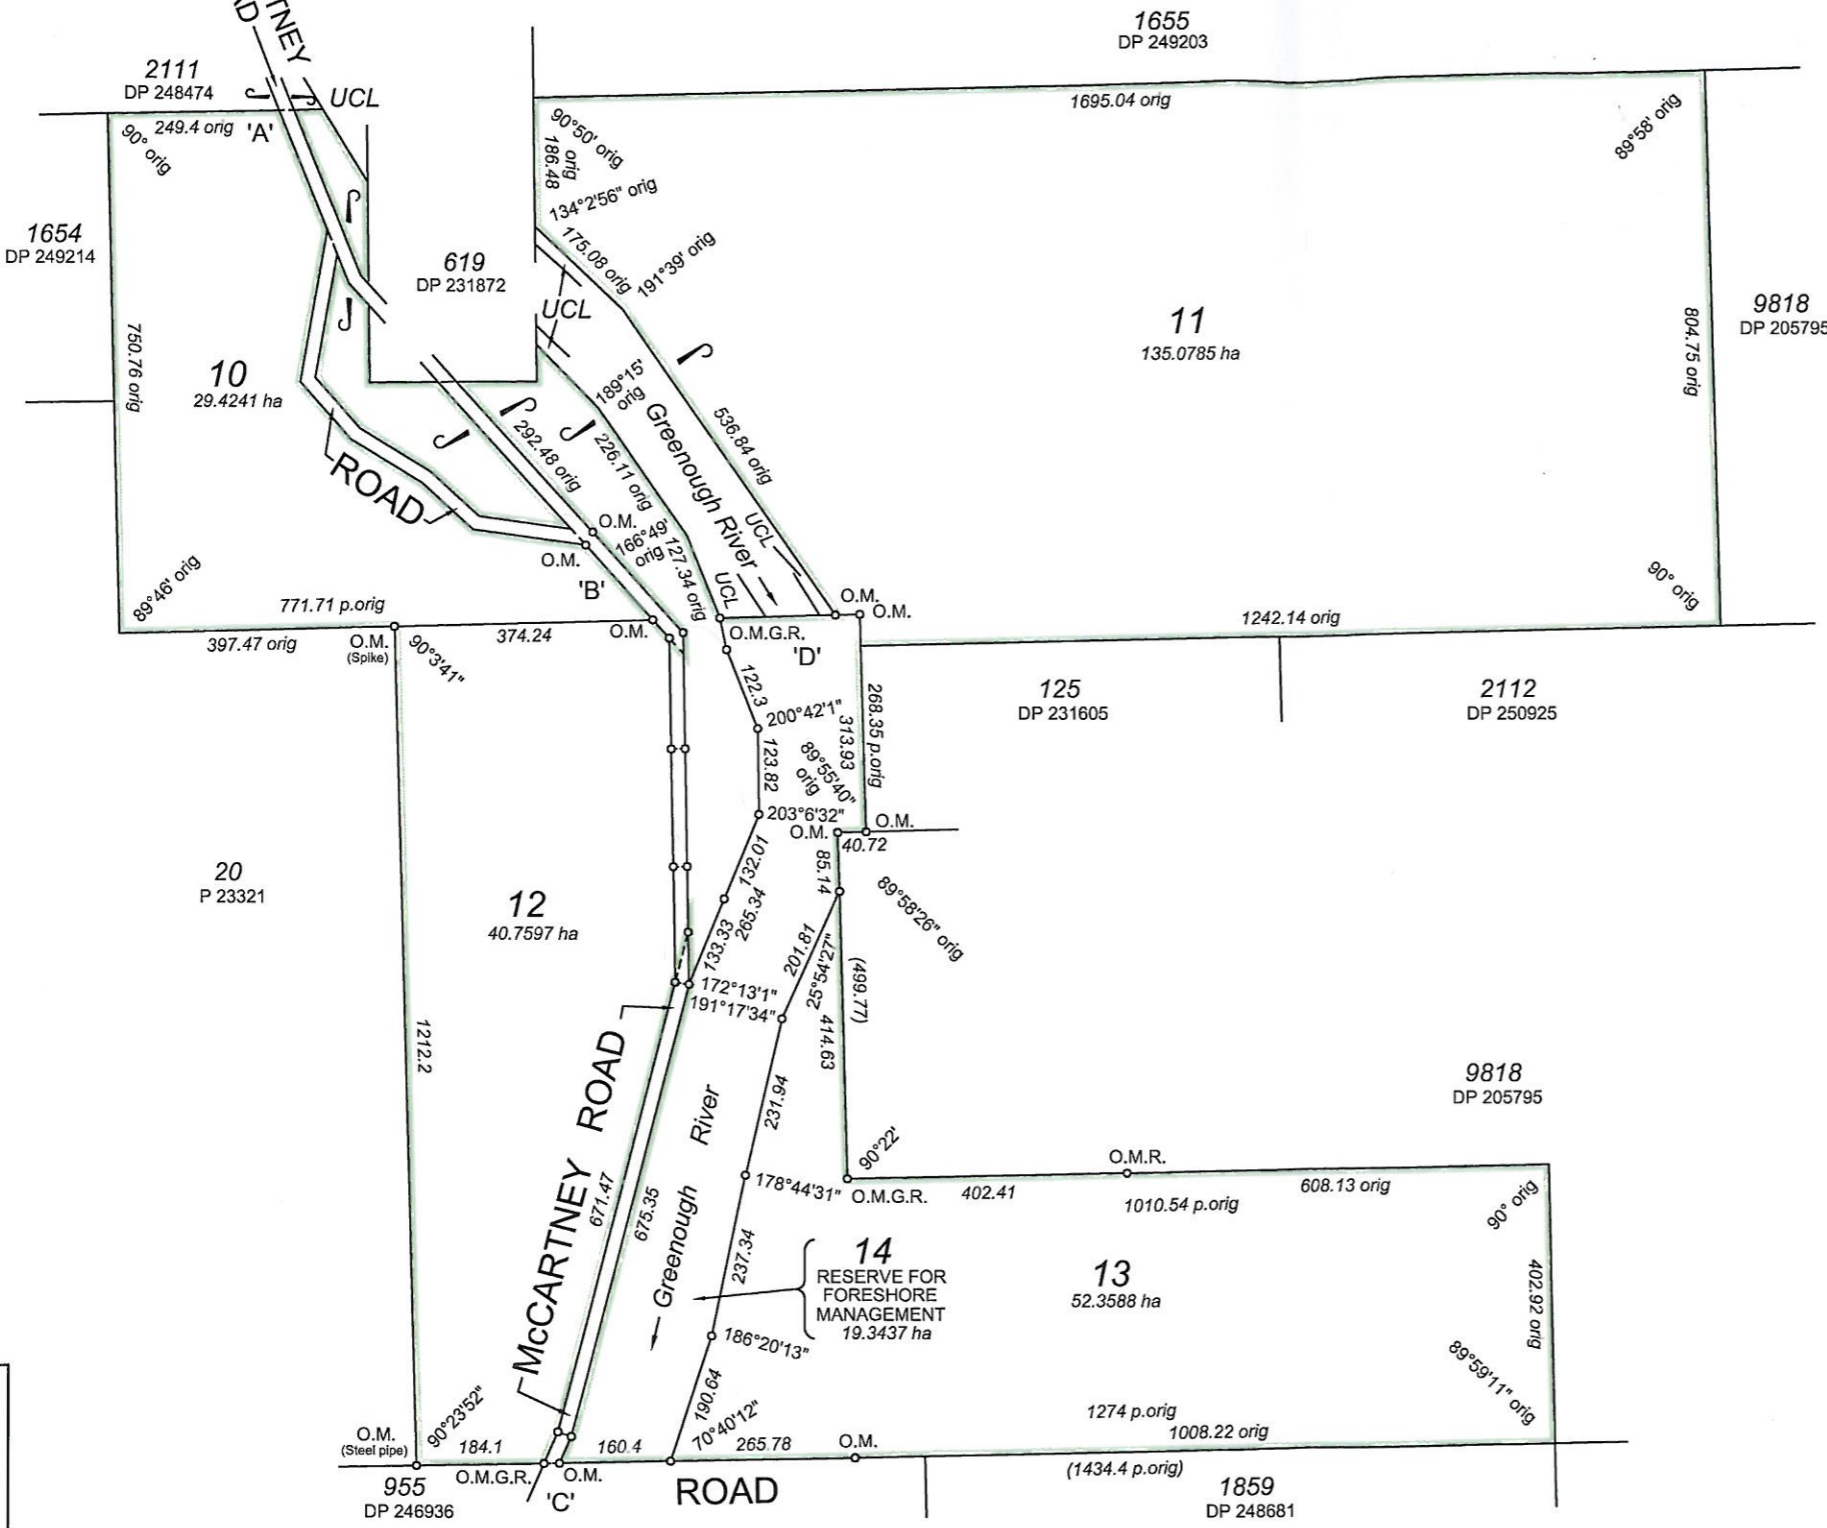 TNEY
1655
DP 249203
2111
DP 248474
UCL
249.4 orig
'A'
90° orig
1695.04 orig
90°50' orig
186.48
orig
89°58' orig
134°2'56" orig
175.08 orig
191°39' orig
1654
DP 249214
619
DP 231872
UCL
11
135.0785 ha
9818
DP 205795
804.75 orig
750.76 orig
10
29.4241 ha
189°15'
orig
Greenough River
536.84 orig
292.48 orig
226.11 orig
ROAD
UCL
O.M.
166°49'
orig
127.34 orig
O.M.
'B'
UCL
89°46' orig
90° orig
771.71 p.orig
397.47 orig
O.M.
(Spike)
374.24
O.M.
O.M.G.R.
'D'
O.M.
O.M.
1242.14 orig
90°3'41"
122.3
200°42'1"
313.93
268.35 p.orig
125
DP 231605
2112
DP 250925
123.82
89°55'40"
orig
203°6'32"
O.M.
O.M.
40.72
20
P 23321
12
40.7597 ha
132.01
265.34
133.33
85.14
89°58'26" orig
201.81
25°54'27"
(499.77)
414.63
172°13'1"
191°17'34"
1212.2
McCARTNEY ROAD
671.47
675.35
Greenough River
231.94
9818
DP 205795
90°22'
O.M.R.
178°44'31"
O.M.G.R.
402.41
608.13 orig
1010.54 p.orig
90° orig
237.34
14
RESERVE FOR
FORESHORE
MANAGEMENT
19.3437 ha
13
52.3588 ha
402.92 orig
186°20'13"
190.64
89°59'11" orig
90°23'52"
70°40'12"
1274 p.orig
O.M.
(Steel pipe)
184.1
160.4
265.78
O.M.
1008.22 orig
O.M.G.R.
O.M.
(1434.4 p.orig)
955
DP 246936
'C'
ROAD
1859
DP 248681